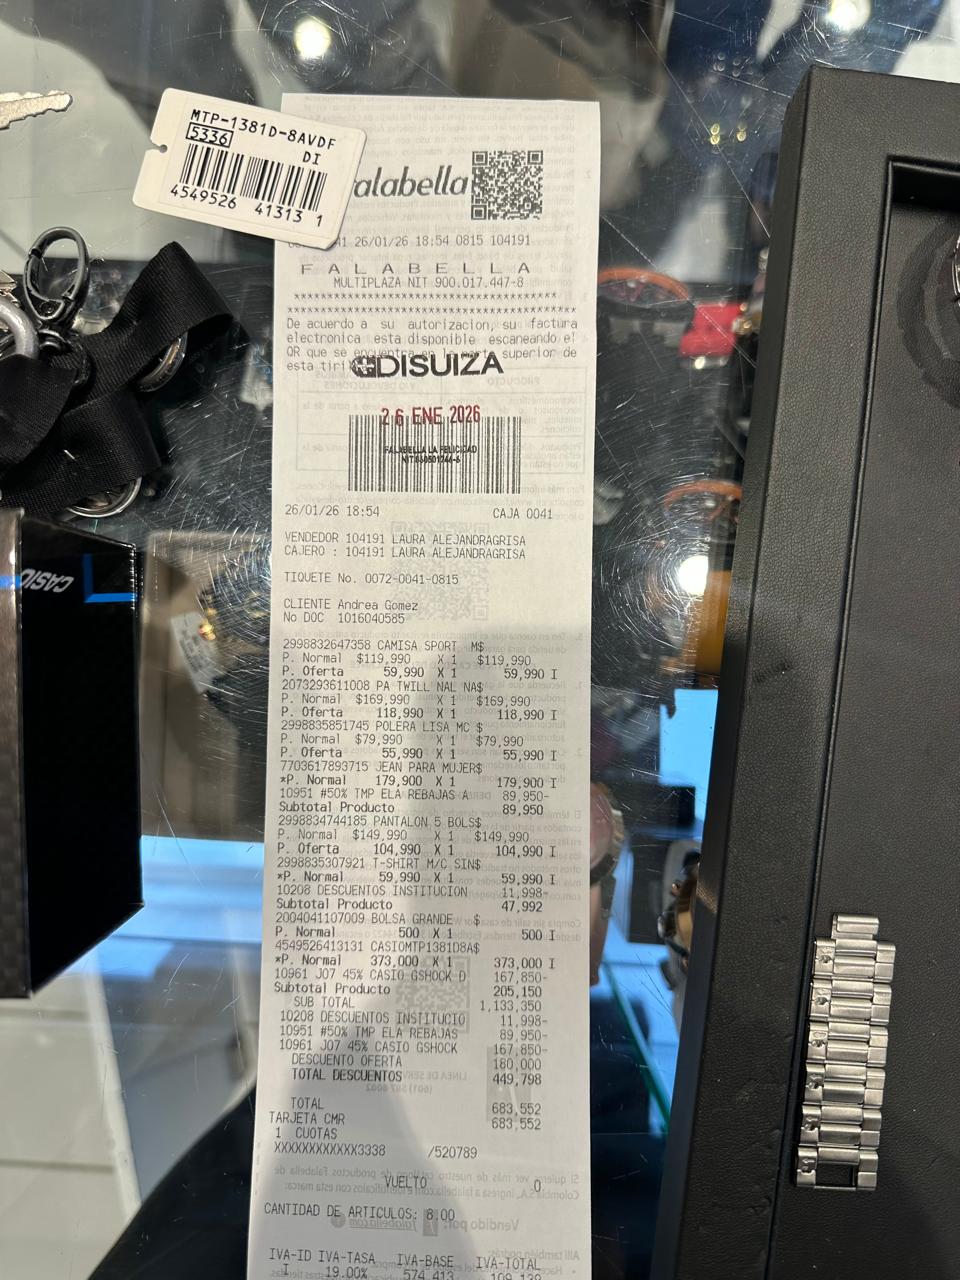 MTP-1381D-8AVDF
5336
DI
4549526 41313 1
alabella
41 26/01/26 18:54 0815 104191
F A L A B E L L A
MULTIPLAZA NIT 900.017.447-8
De acuerdo a su autorizacion, su factura
electronica esta disponible escaneando el
QR que se encuentra en la parte superior de
esta
DISUIZA
26 ENE 2026
FALABELLA LA FELICIDAD
26/01/26 18:54 CAJA 0041
VENDEDOR 104191 LAURA ALEJANDRAGRISA
CAJERO : 104191 LAURA ALEJANDRAGRISA
TIQUETE No. 0072-0041-0815
CLIENTE Andrea Gomez
No DOC 1016040585
2998832647358 CAMISA SPORT M$
P. Normal $119,990 X 1 $119,990
P. Oferta 59,990 X 1 59,990 I
2073293611008 PA TWILL NAL NA$
P. Normal $169,990 X 1 $169,990
P. Oferta 118,990 X 1 118,990 I
2998835851745 POLERA LISA MC $
P. Normal $79,990 X 1 $79,990
P. Oferta 55,990 X 1 55,990 I
7703617893715 JEAN PARA MUJER$
*P. Normal 179,900 X 1 179,900 I
10951 #50% TMP ELA REBAJAS A 89,950-
Subtotal Producto 89,950
2998834744185 PANTALON 5 BOLS$
P. Normal $149,990 X 1 $149,990
P. Oferta 104,990 X 1 104,990 I
2998835307921 T-SHIRT M/C SIN$
*P. Normal 59,990 X 1 59,990 I
10208 DESCUENTOS INSTITUCION 11,998-
Subtotal Producto 47,992
2004041107009 BOLSA GRANDE $
P. Normal 500 X 1 500 I
4549526413131 CASIOMTP1381D8A$
*P. Normal 373,000 X 1 373,000 I
10961 J07 45% CASIO GSHOCK D 167,850-
Subtotal Producto 205,150
SUB TOTAL 1,133,350
10208 DESCUENTOS INSTITUCIO 11,998-
10951 #50% TMP ELA REBAJAS 89,950-
10961 J07 45% CASIO GSHOCK 167,850-
DESCUENTO OFERTA 180,000
TOTAL DESCUENTOS 449,798
TOTAL 683,552
TARJETA CMR 683,552
1 CUOTAS
XXXXXXXXXXXX3338 /520789
VUELTO 0
CANTIDAD DE ARTICULOS: 8.00
IVA-ID IVA-TASA IVA-BASE IVA-TOTAL
I 19.00% 574,413 109,139
CASIO